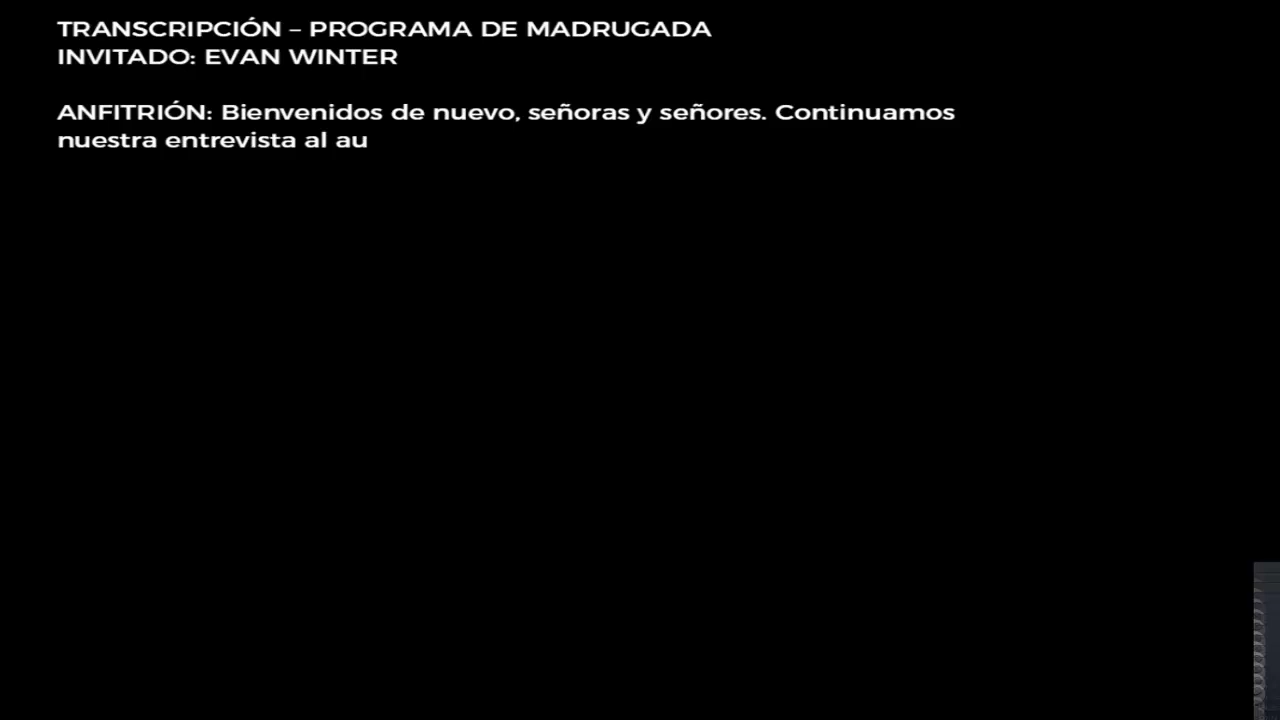 TRANSCRIPCIÓN – PROGRAMA DE MADRUGADA
INVITADO: EVAN WINTER
ANFITRIÓN: Bienvenidos de nuevo, señoras y señores. Continuamos
nuestra entrevista al au